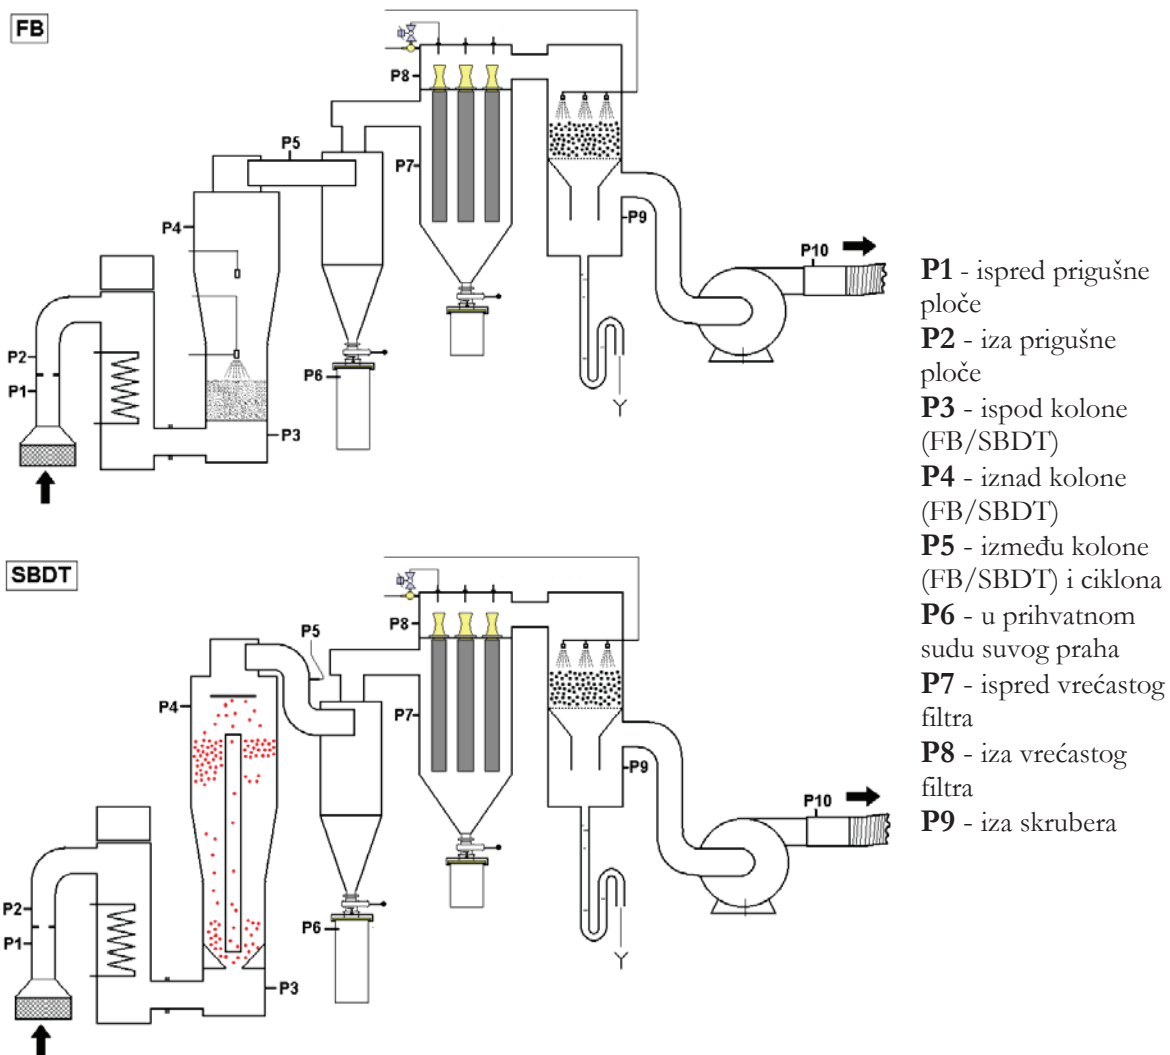 FB
P8
P5
P7
P4
P9
P10
P2
P6
P1
P3
SBDT
P5
P8
P4
P7
P9
P10
P2
P6
P1
P3
P1 - ispred prigušne
ploče
P2 - iza prigušne
ploče
P3 - ispod kolone
(FB/SBDT)
P4 - iznad kolone
(FB/SBDT)
P5 - između kolone
(FB/SBDT) i ciklona
P6 - u prihvatnom
sudu suvog praha
P7 - ispred vrećastog
filtra
P8 - iza vrećastog
filtra
P9 - iza skrubera